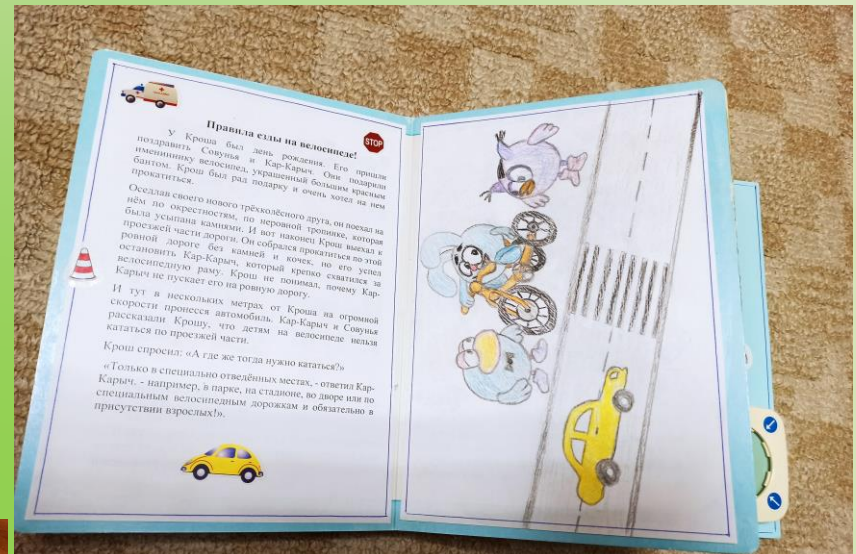 Правила езды на велосипеде!
STOP
У Кроша был день рождения. Его пришли
поздравить Совунья и Кар-Карыч. Они подарили
имениннику велосипед, украшенный большим красным
бантом. Крош был рад подарку и очень хотел на нем
прокатиться.
Оседлав своего нового трёхколёсного друга, он поехал на
нём по окрестностям, по неровной тропинке, которая
была усыпана камнями. И вот наконец Крош выехал к
проезжей части дороги. Он собрался прокатиться по этой
ровной дороге без камней и кочек, но его успел
остановить Кар-Карыч, который крепко схватился за
велосипедную раму. Крош не понимал, почему Кар-
Карыч не пускает его на ровную дорогу.
И тут в нескольких метрах от Кроша на огромной
скорости пронесся автомобиль. Кар-Карыч и Совунья
рассказали Крошу, что детям на велосипеде нельзя
кататься по проезжей части.
Крош спросил: «А где же тогда нужно кататься?»
«Только в специально отведённых местах, - ответил Кар-
Карыч. - например, в парке, на стадионе, во дворе или по
специальным велосипедным дорожкам и обязательно в
присутствии взрослых!».